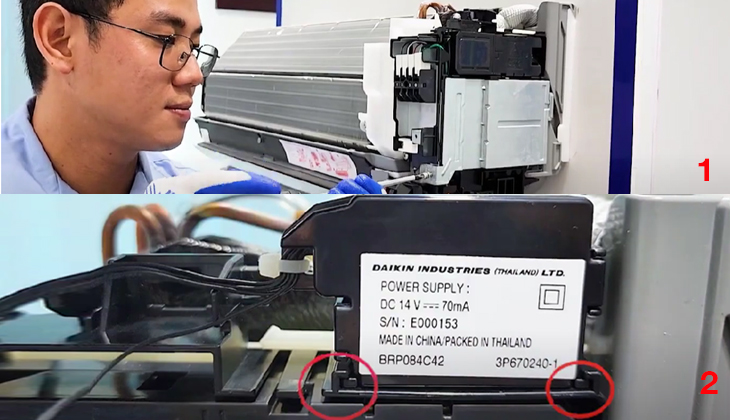 1
DAIKIN INDUSTRIES (THAILAND) LTD.
POWER SUPPLY :
DC 14 V ⎓ 70mA
S/N : E000153
MADE IN CHINA/PACKED IN THAILAND
BRP084C42 3P670240-1
2